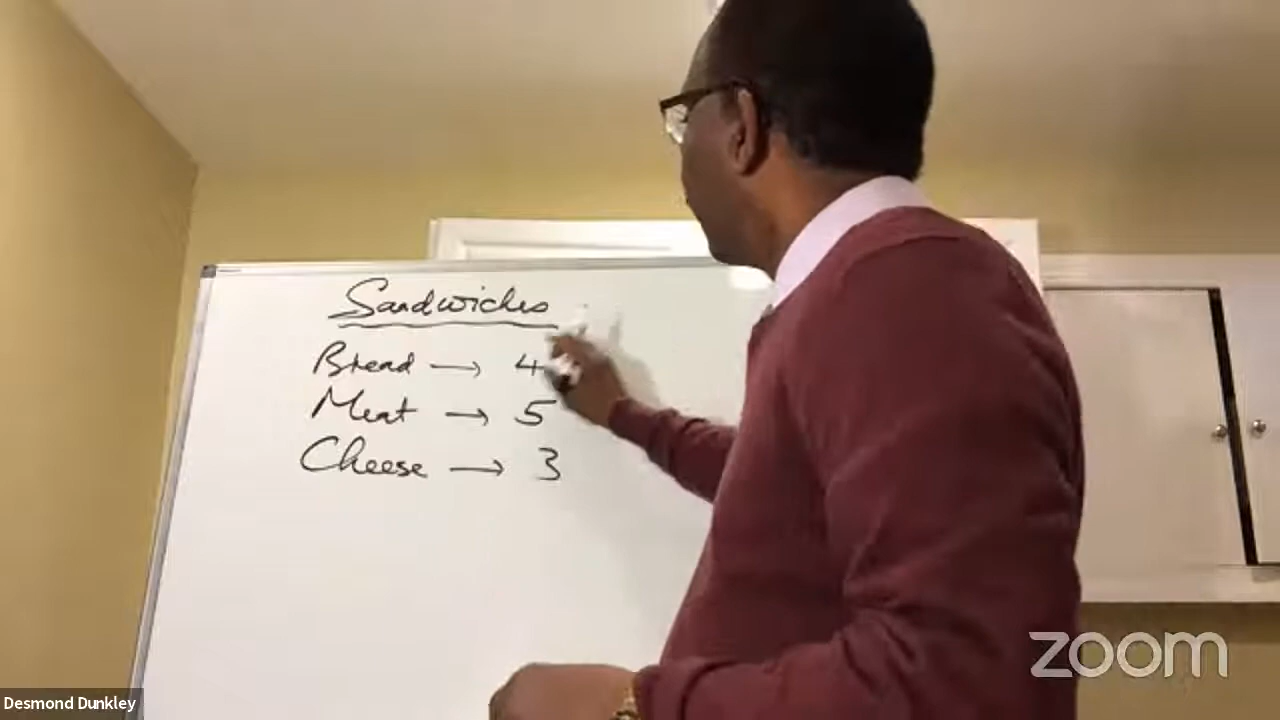 Sandwiches
Bread → 4
Meat → 5
Cheese → 3
zoom
Desmond Dunkley